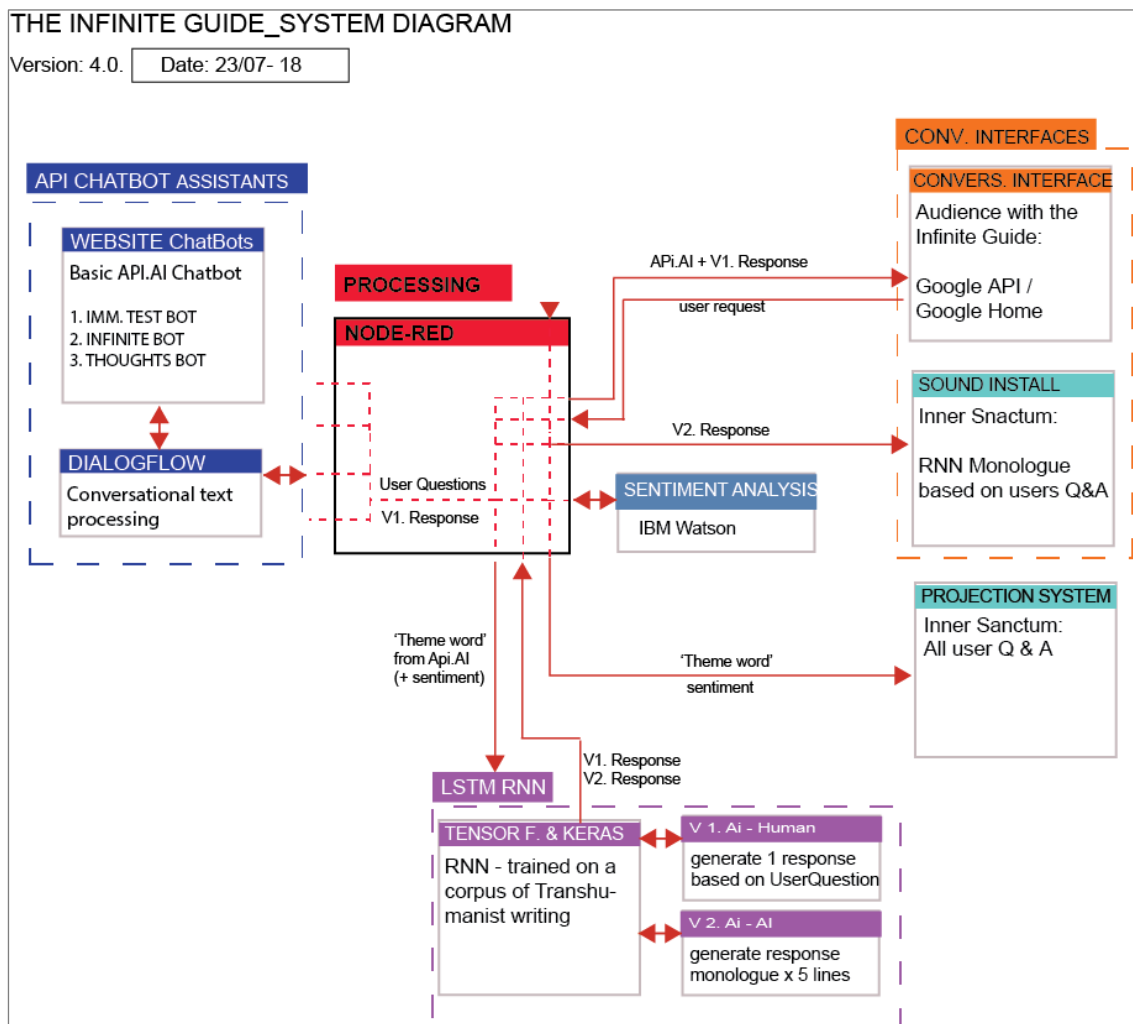 THE INFINITE GUIDE_SYSTEM DIAGRAM
Version: 4.0.
Date: 23/07- 18
API CHATBOT ASSISTANTS
WEBSITE ChatBots
Basic API.AI Chatbot
1. IMM. TEST BOT
2. INFINITE BOT
3. THOUGHTS BOT
DIALOGFLOW
Conversational text
processing
PROCESSING
NODE-RED
User Questions
V1. Response
APi.AI + V1. Response
user request
V2. Response
CONV. INTERFACES
CONVERS. INTERFACE
Audience with the
Infinite Guide:
Google API /
Google Home
SOUND INSTALL
Inner Snactum:
RNN Monologue
based on users Q&A
SENTIMENT ANALYSIS
IBM Watson
PROJECTION SYSTEM
Inner Sanctum:
All user Q & A
'Theme word'
from Api.AI
(+ sentiment)
'Theme word'
sentiment
V1. Response
V2. Response
LSTM RNN
TENSOR F. & KERAS
RNN - trained on a
corpus of Transhu-
manist writing
V 1. Ai - Human
generate 1 response
based on UserQuestion
V 2. Ai - AI
generate response
monologue x 5 lines